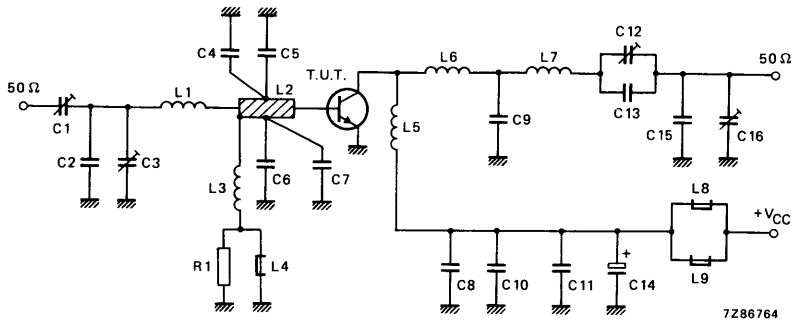 C4
C5
T.U.T.
L6
L7
C12
50 Ω
50 Ω
L1
L2
C1
C13
L5
C9
C15
C16
C2
C3
L3
C6
C7
L8
+VCC
R1
L4
+
C8
C10
C11
C14
L9
7Z86764